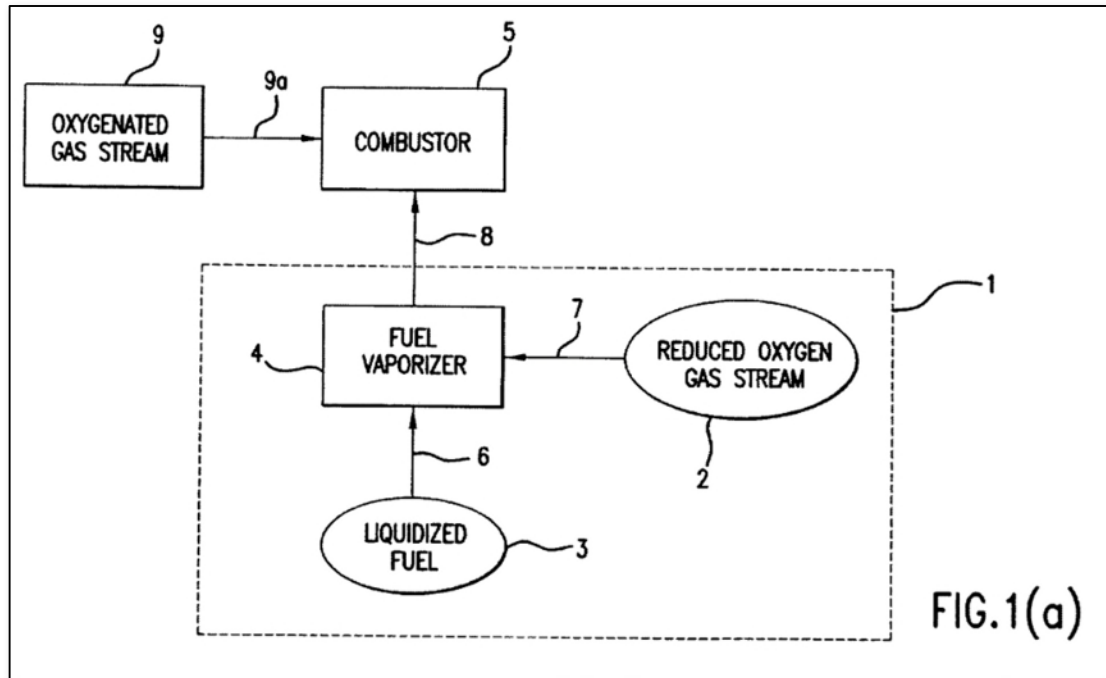 9
5
9a
OXYGENATED
GAS STREAM
COMBUSTOR
8
1
7
FUEL
VAPORIZER
4
REDUCED OXYGEN
GAS STREAM
6
2
LIQUIDIZED
FUEL
3
FIG.1(a)